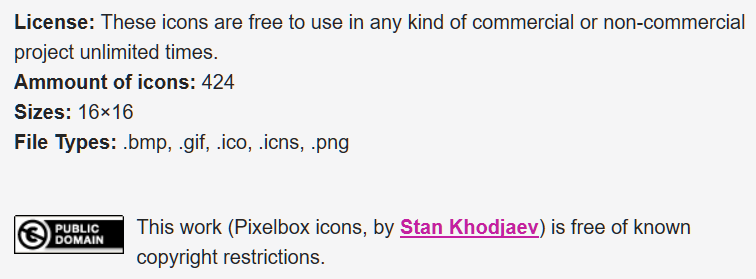 License: These icons are free to use in any kind of commercial or non-commercial
project unlimited times.
Ammount of icons: 424
Sizes: 16×16
File Types: .bmp, .gif, .ico, .icns, .png
PUBLIC
DOMAIN
This work (Pixelbox icons, by Stan Khodjaev) is free of known
copyright restrictions.